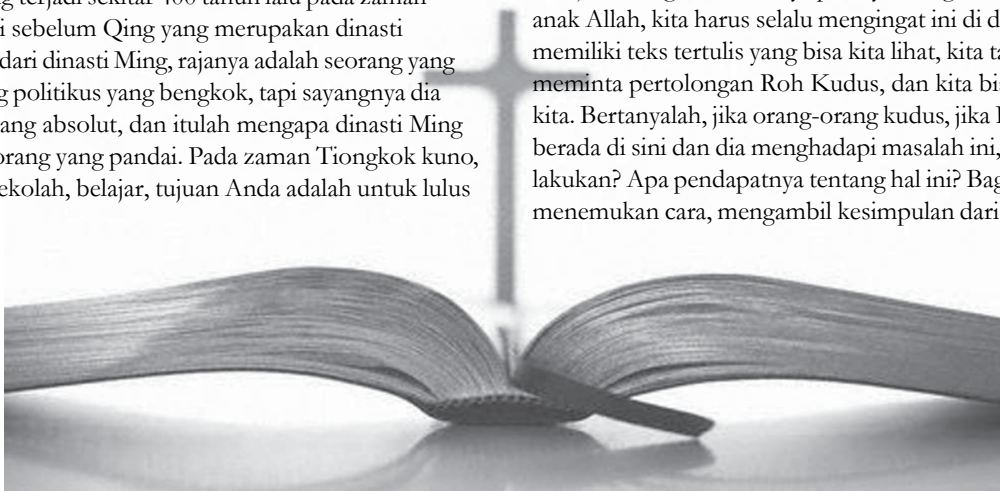 terjadi sekitar 400 tahun lalu pada zaman
sebelum Qing yang merupakan dinasti
dari dinasti Ming, rajanya adalah seorang yang
politikus yang bengkok, tapi sayangnya dia
absolut, dan itulah mengapa dinasti Ming
orang yang pandai. Pada zaman Tiongkok kuno,
sekolah, belajar, tujuan Anda adalah untuk lulus
anak Allah, kita harus selalu mengingat ini di
memiliki teks tertulis yang bisa kita lihat, kita
meminta pertolongan Roh Kudus, dan kita
kita. Bertanyalah, jika orang-orang kudus, jika
berada di sini dan dia menghadapi masalah ini,
lakukan? Apa pendapatnya tentang hal ini?
menemukan cara, mengambil kesimpulan dari